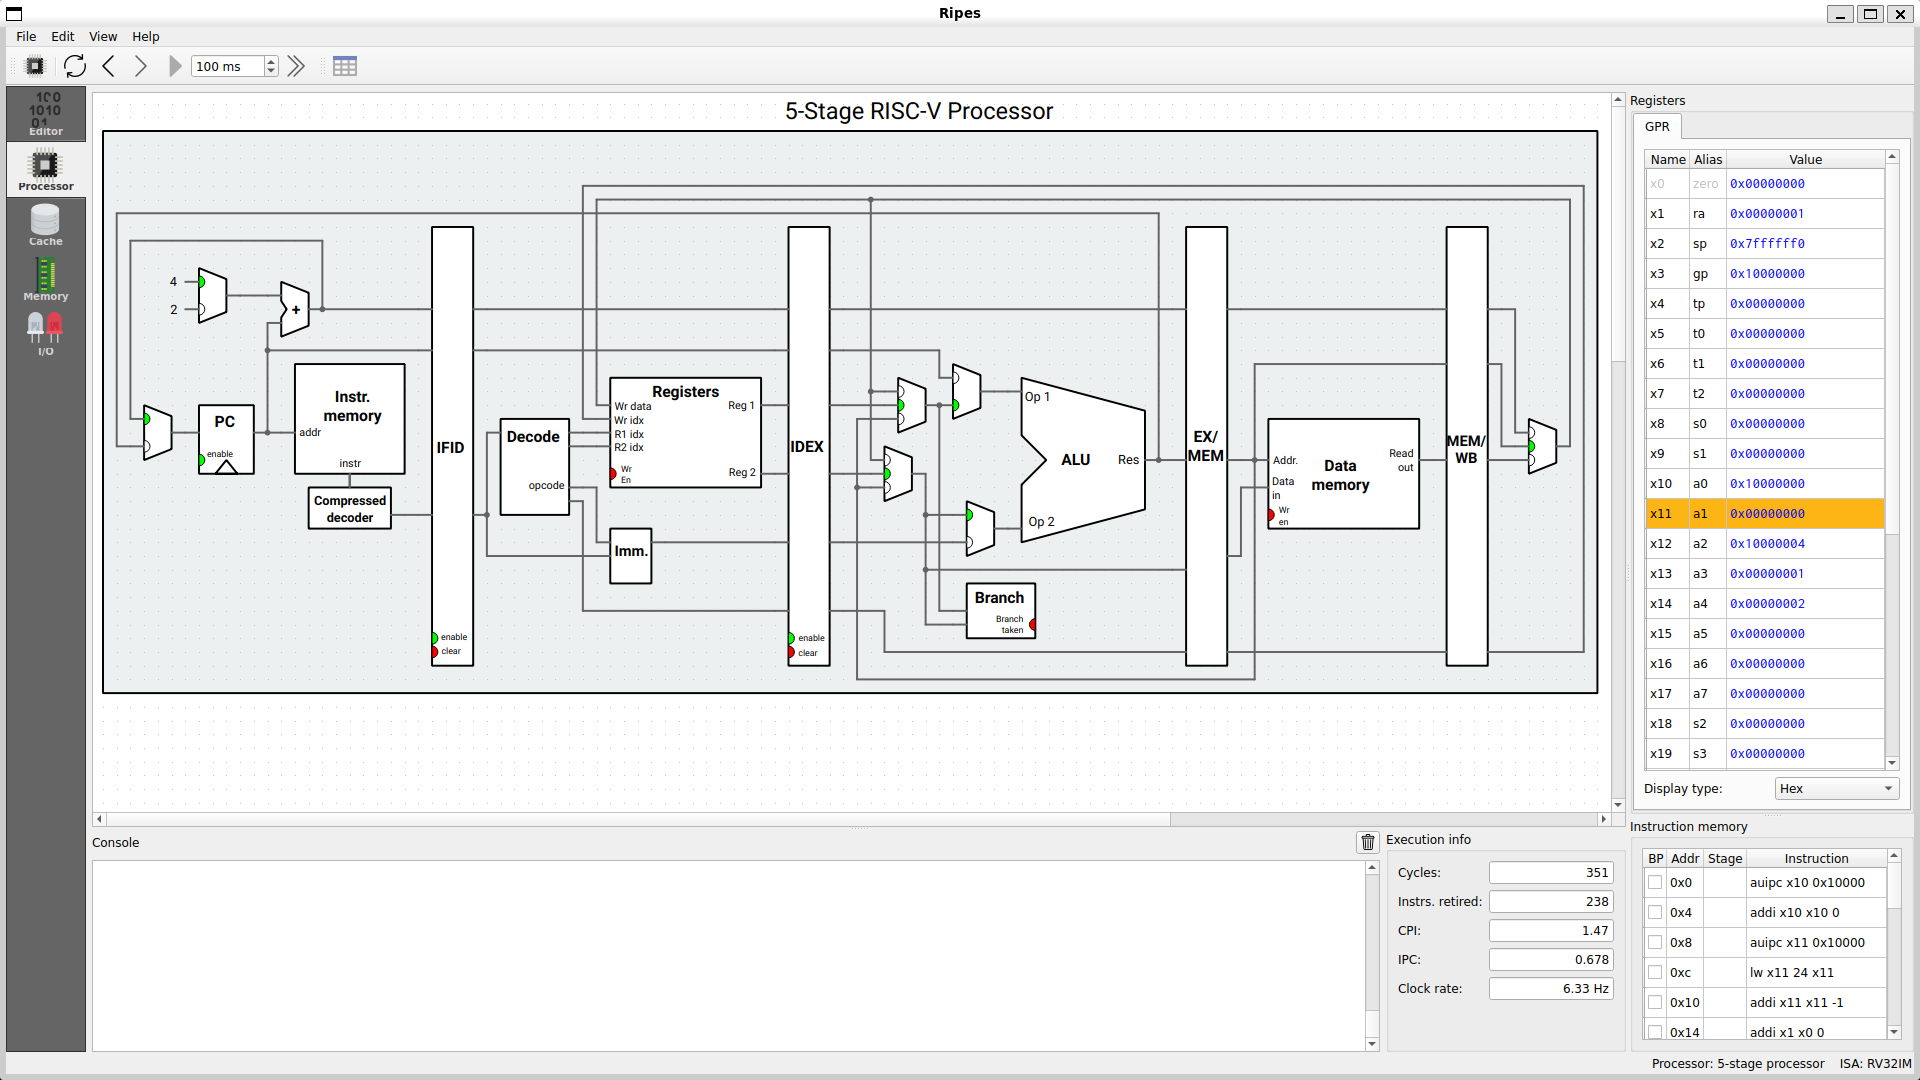 Ripes
File Edit View Help
100 ms
Editor
Processor
Cache
Memory
I/O
5-Stage RISC-V Processor
4
2
+
PC
enable
Instr.
memory
addr
instr
Compressed
decoder
IFID
enable
clear
Decode
opcode
Registers
Wr data
Wr idx
R1 idx
R2 idx
Wr
En
Reg 1
Reg 2
Imm.
IDEX
enable
clear
Op 1
ALU
Res
Op 2
Branch
Branch
taken
EX/
MEM
Addr.
Data
in
Wr
en
Data
memory
Read
out
MEM/
WB
Registers
GPR
Name Alias Value
x0 zero 0x00000000
x1 ra 0x00000001
x2 sp 0x7ffffff0
x3 gp 0x10000000
x4 tp 0x00000000
x5 t0 0x00000000
x6 t1 0x00000000
x7 t2 0x00000000
x8 s0 0x00000000
x9 s1 0x00000000
x10 a0 0x10000000
x11 a1 0x00000000
x12 a2 0x10000004
x13 a3 0x00000001
x14 a4 0x00000002
x15 a5 0x00000000
x16 a6 0x00000000
x17 a7 0x00000000
x18 s2 0x00000000
x19 s3 0x00000000
Display type: Hex
Console
Execution info
Cycles: 351
Instrs. retired: 238
CPI: 1.47
IPC: 0.678
Clock rate: 6.33 Hz
Instruction memory
BP Addr Stage Instruction
0x0 auipc x10 0x10000
0x4 addi x10 x10 0
0x8 auipc x11 0x10000
0xc lw x11 24 x11
0x10 addi x11 x11 -1
0x14 addi x1 x0 0
Processor: 5-stage processor ISA: RV32IM